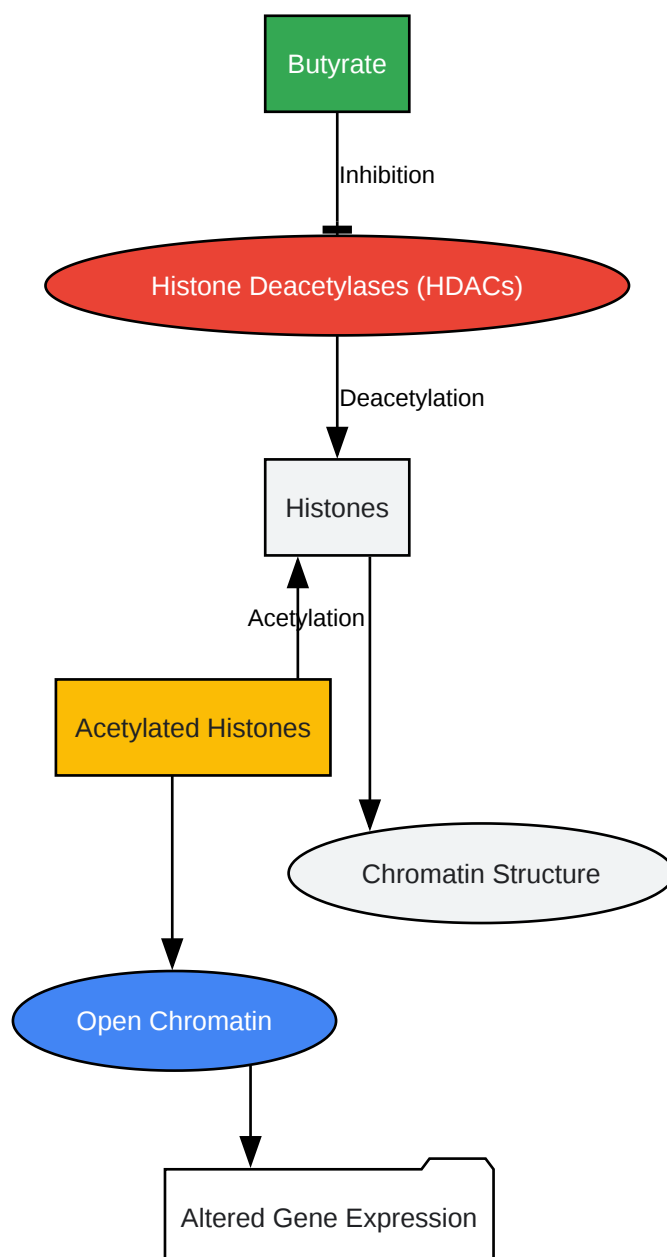 Butyrate
Inhibition
Histone Deacetylases (HDACs)
Deacetylation
Histones
Acetylation
Acetylated Histones
Chromatin Structure
Open Chromatin
Altered Gene Expression